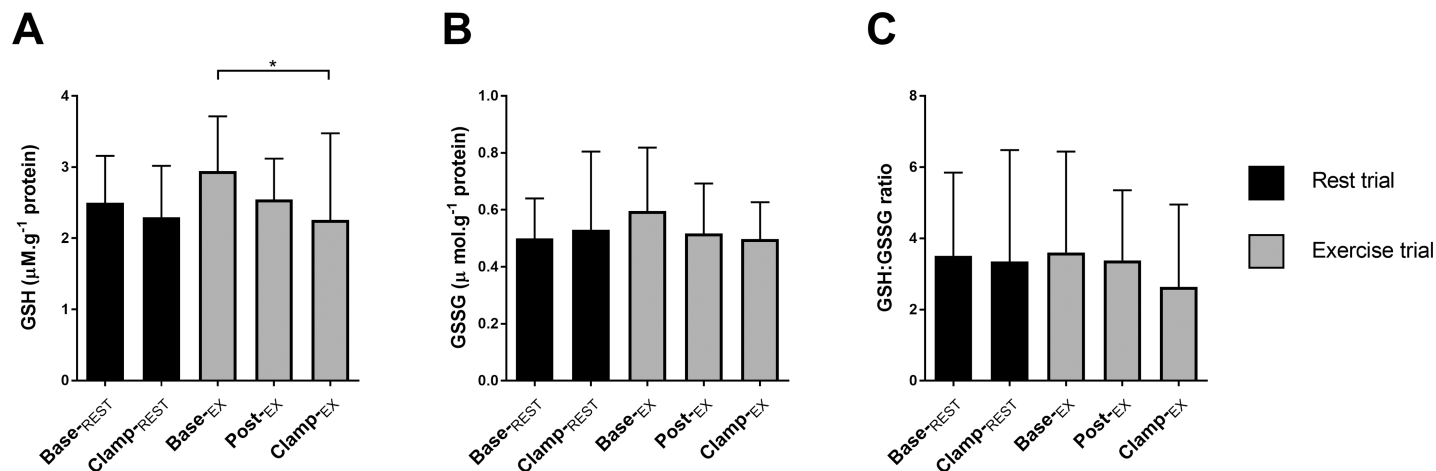 A
B
C
*
GSH (μM.g⁻¹ protein)
4
3
2
1
0
Base-REST
Clamp-REST
Base-EX
Post-EX
Clamp-EX
GSSG (μ mol.g⁻¹ protein)
1.0
0.8
0.6
0.4
0.2
0.0
Base-REST
Clamp-REST
Base-EX
Post-EX
Clamp-EX
GSH:GSSG ratio
8
6
4
2
0
Base-REST
Clamp-REST
Base-EX
Post-EX
Clamp-EX
Rest trial
Exercise trial